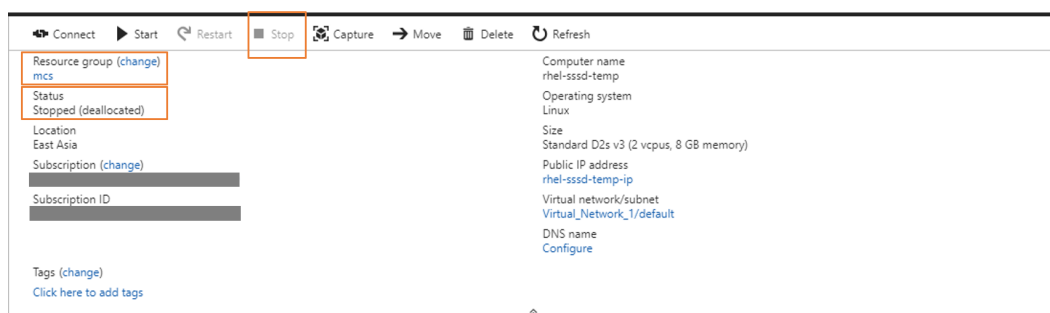 Connect Start Restart Stop Capture Move Delete Refresh
Resource group (change)
mcs
Status
Stopped (deallocated)
Location
East Asia
Subscription (change)
Subscription ID
Tags (change)
Click here to add tags
Computer name
rhel-sssd-temp
Operating system
Linux
Size
Standard D2s v3 (2 vcpus, 8 GB memory)
Public IP address
rhel-sssd-temp-ip
Virtual network/subnet
Virtual_Network_1/default
DNS name
Configure